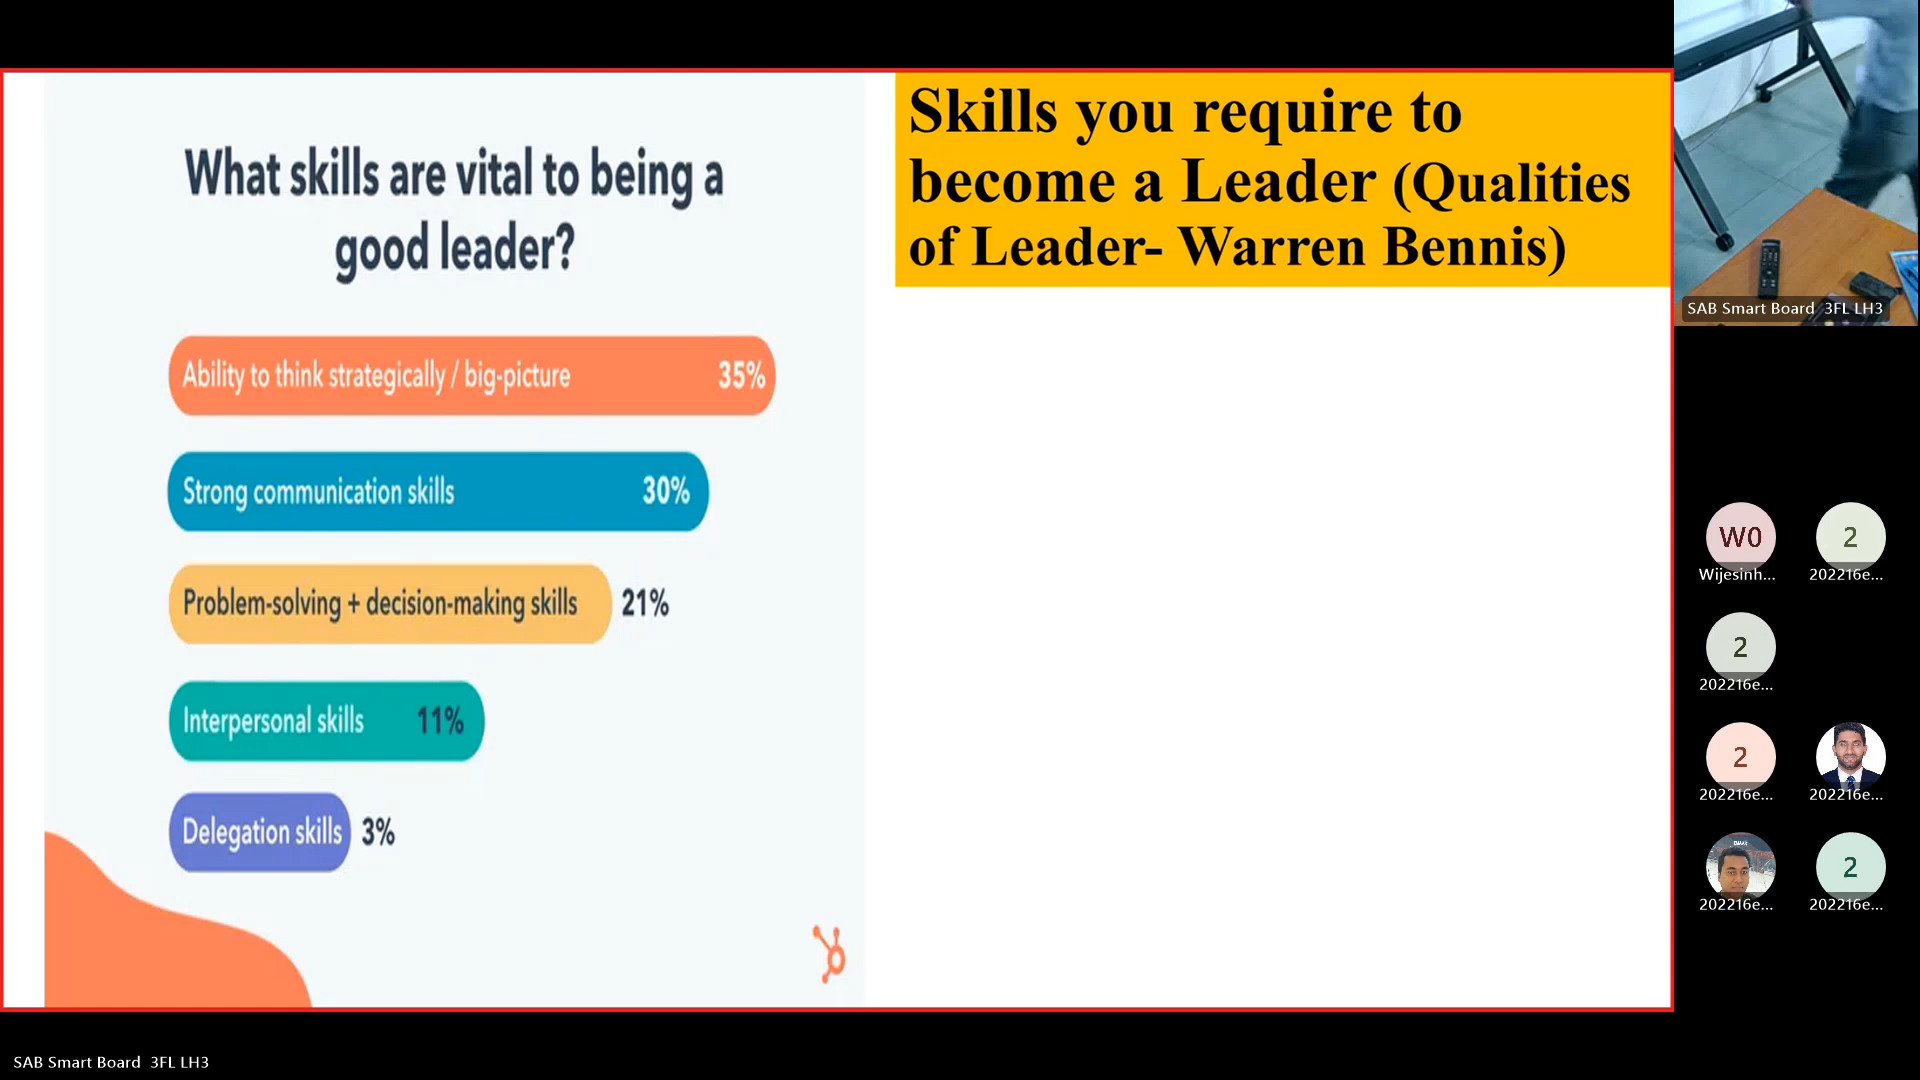 What skills are vital to being a
good leader?
Ability to think strategically / big-picture 35%
Strong communication skills 30%
Problem-solving + decision-making skills 21%
Interpersonal skills 11%
Delegation skills 3%
Skills you require to
become a Leader (Qualities
of Leader- Warren Bennis)
SAB Smart Board 3FL LH3
W0
Wijesinh...
2
202216e...
2
202216e...
2
202216e...
202216e...
202216e...
2
202216e...
SAB Smart Board 3FL LH3